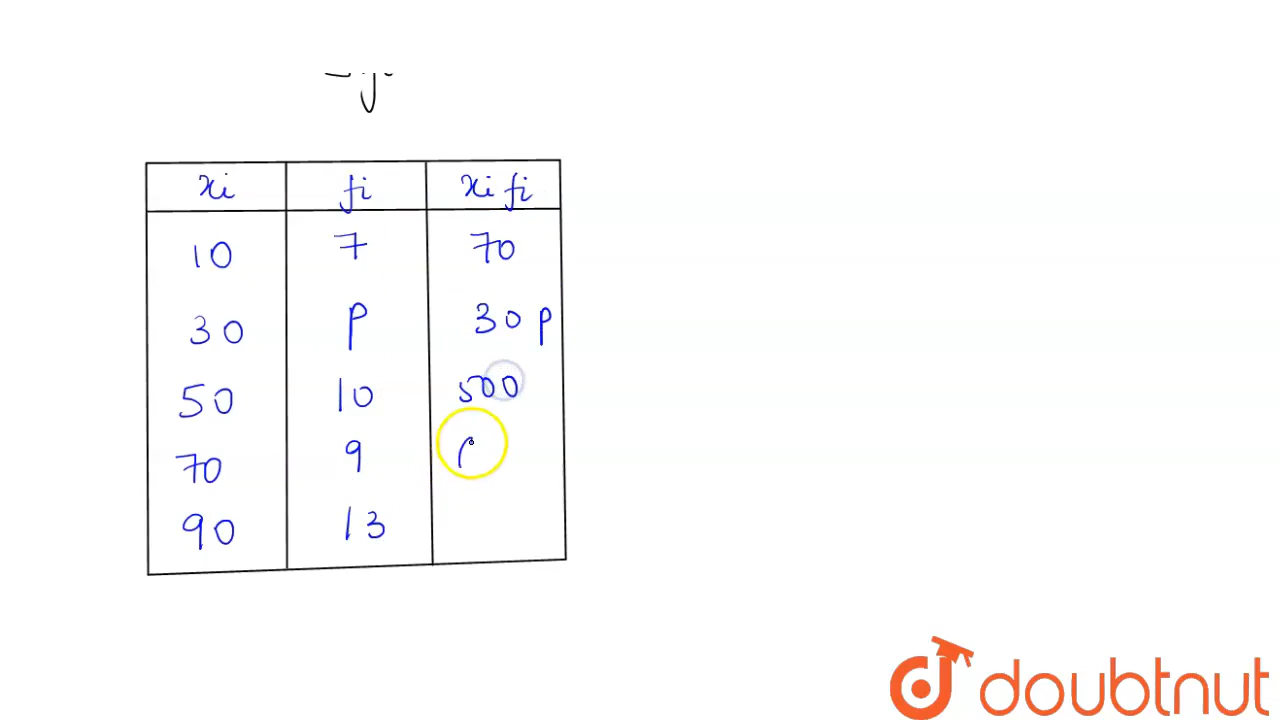 xi fi xi fi
10 7 70
30 p 30 p
50 10 500
70 9
90 13
doubtnut